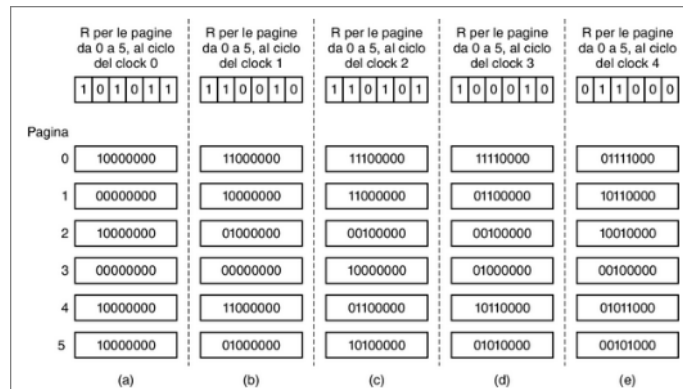 R per le pagine da 0 a 5, al ciclo del clock 0
R per le pagine da 0 a 5, al ciclo del clock 1
R per le pagine da 0 a 5, al ciclo del clock 2
R per le pagine da 0 a 5, al ciclo del clock 3
R per le pagine da 0 a 5, al ciclo del clock 4
1 0 1 0 1 1 1 1 0 0 1 0 1 1 0 1 0 1 1 0 0 0 1 0 0 1 1 0 0 0
Pagina
0 10000000 11000000 11100000 11110000 01111000
1 00000000 10000000 11000000 01100000 10110000
2 10000000 01000000 00100000 00100000 10010000
3 00000000 00000000 10000000 01000000 00100000
4 10000000 11000000 01100000 10110000 01011000
5 10000000 01000000 10100000 01010000 00101000
(a) (b) (c) (d) (e)